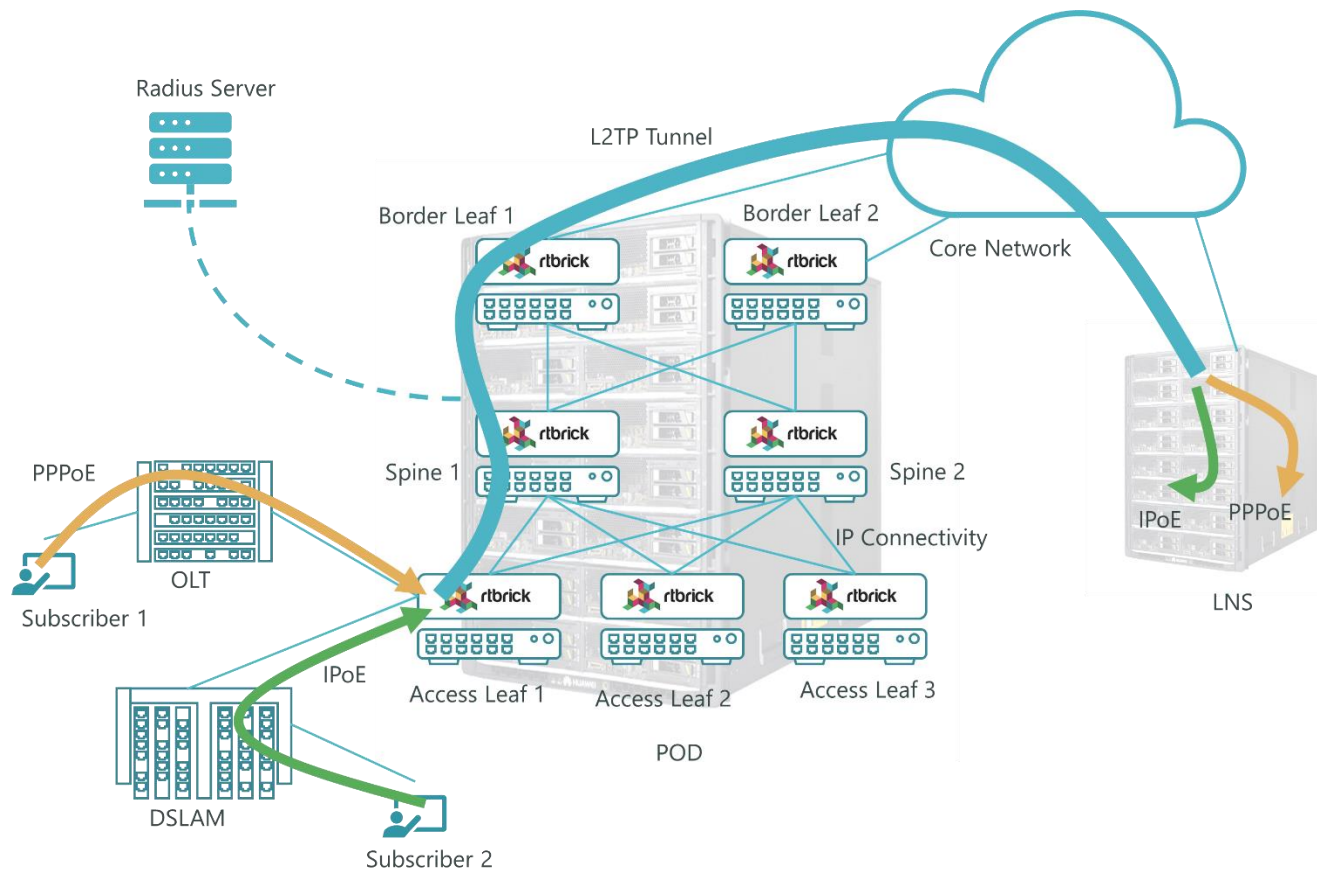 Radius Server
L2TP Tunnel
Border Leaf 1
Border Leaf 2
rtbrick
rtbrick
Core Network
rtbrick
rtbrick
PPPoE
Spine 1
Spine 2
IPoE
PPPoE
IP Connectivity
OLT
rtbrick
rtbrick
rtbrick
LNS
Subscriber 1
IPoE
Access Leaf 1
Access Leaf 2
Access Leaf 3
HUAWEI
POD
DSLAM
Subscriber 2